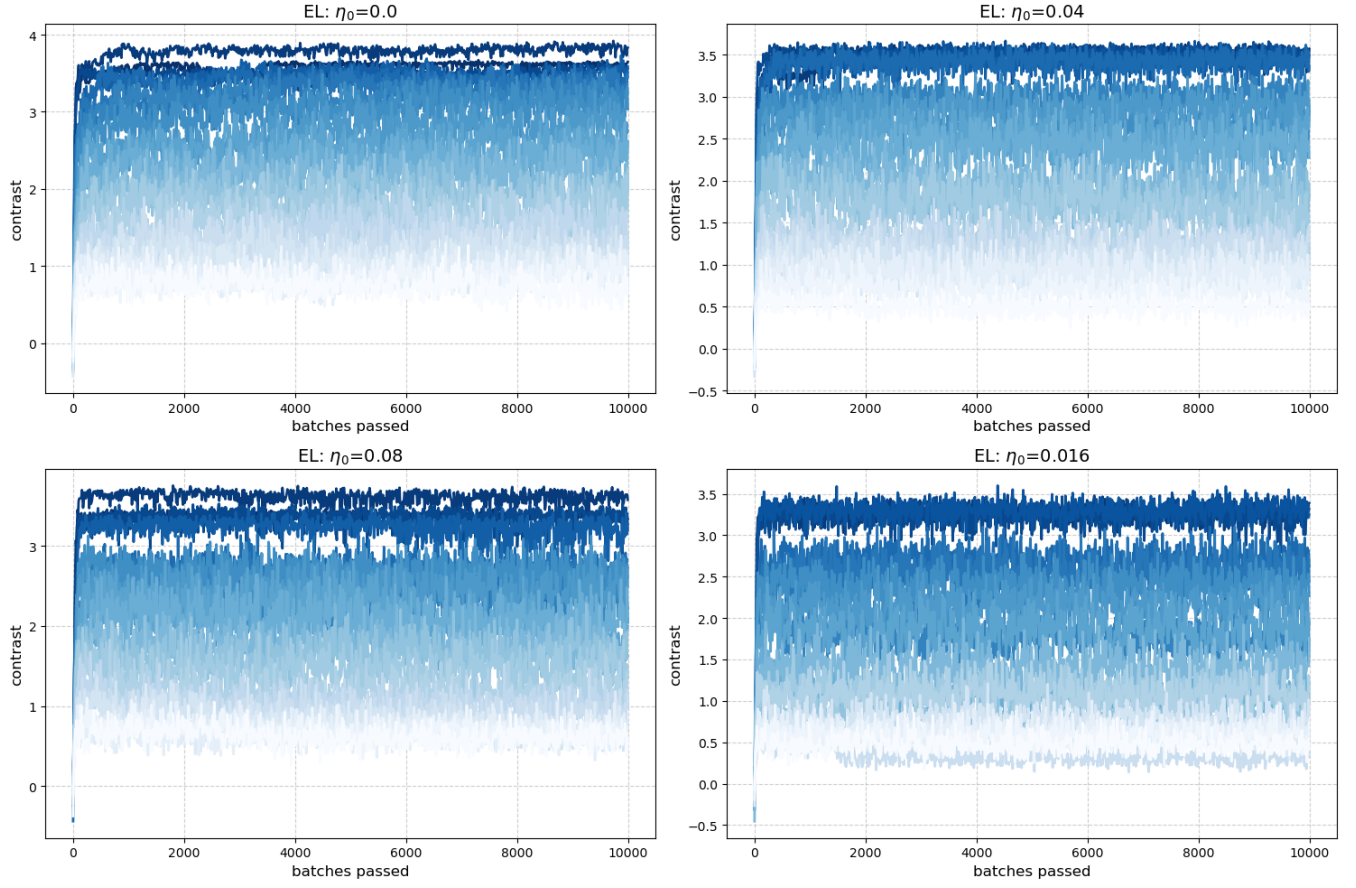 EL: η₀=0.0
contrast
4
3
2
1
0
0 2000 4000 6000 8000 10000
batches passed
EL: η₀=0.04
contrast
3.5
3.0
2.5
2.0
1.5
1.0
0.5
0.0
−0.5
0 2000 4000 6000 8000 10000
batches passed
EL: η₀=0.08
contrast
3
2
1
0
0 2000 4000 6000 8000 10000
batches passed
EL: η₀=0.016
contrast
3.5
3.0
2.5
2.0
1.5
1.0
0.5
0.0
−0.5
0 2000 4000 6000 8000 10000
batches passed